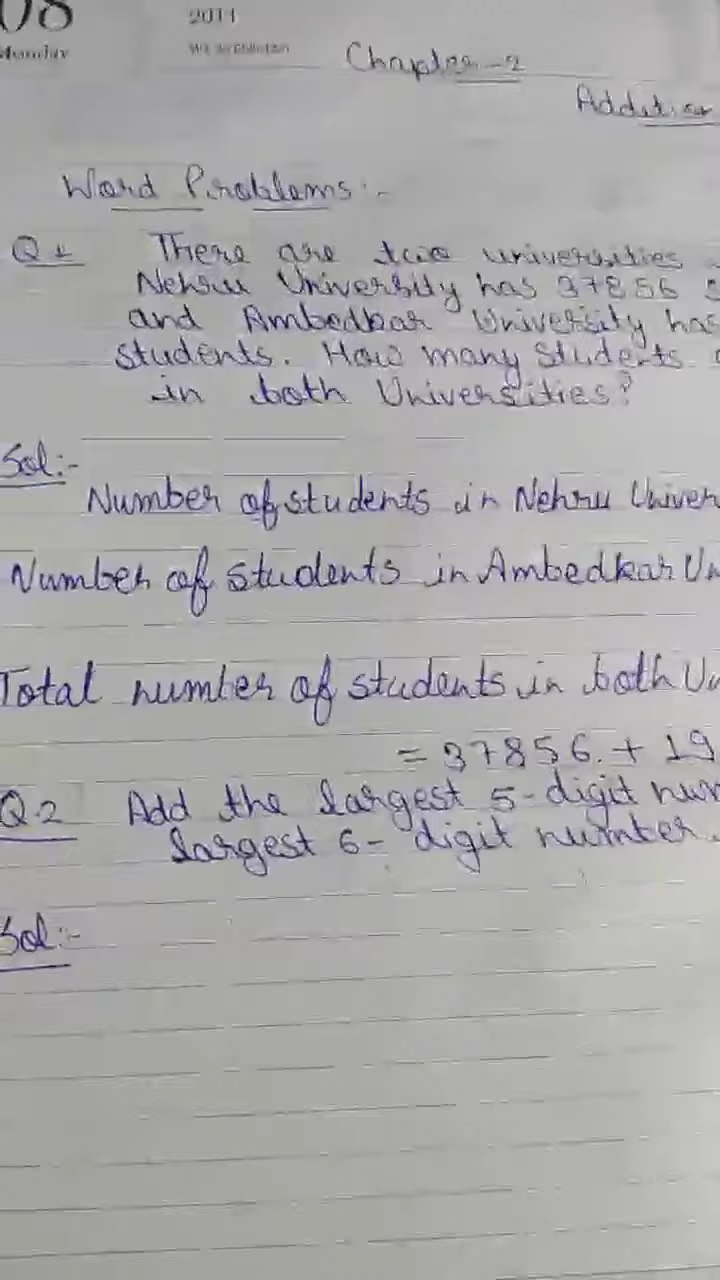 08
Monday
2011
Chapter-2
Addition
Word Problems:-
Q1 There are two universities
Nehru University has 37856
and Ambedkar University has
students. How many students
in both Universities?
Sol:-
Number of students in Nehru Univer
Number of students in Ambedkar Un
Total number of students in both Un
= 37856 + 19
Q.2 Add the largest 5-digit num
largest 6-digit number.
Sol:-